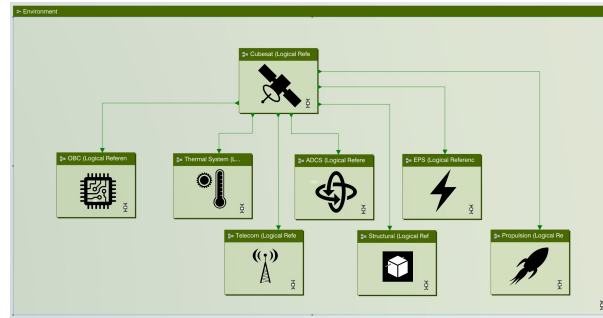 Environment
Cubesat (Logical Refe
OBC (Logical Referen
Thermal System (L...
ADCS (Logical Refere
EPS (Logical Referenc
Telecom (Logical Refe
Structural (Logical Ref
Propulsion (Logical Re